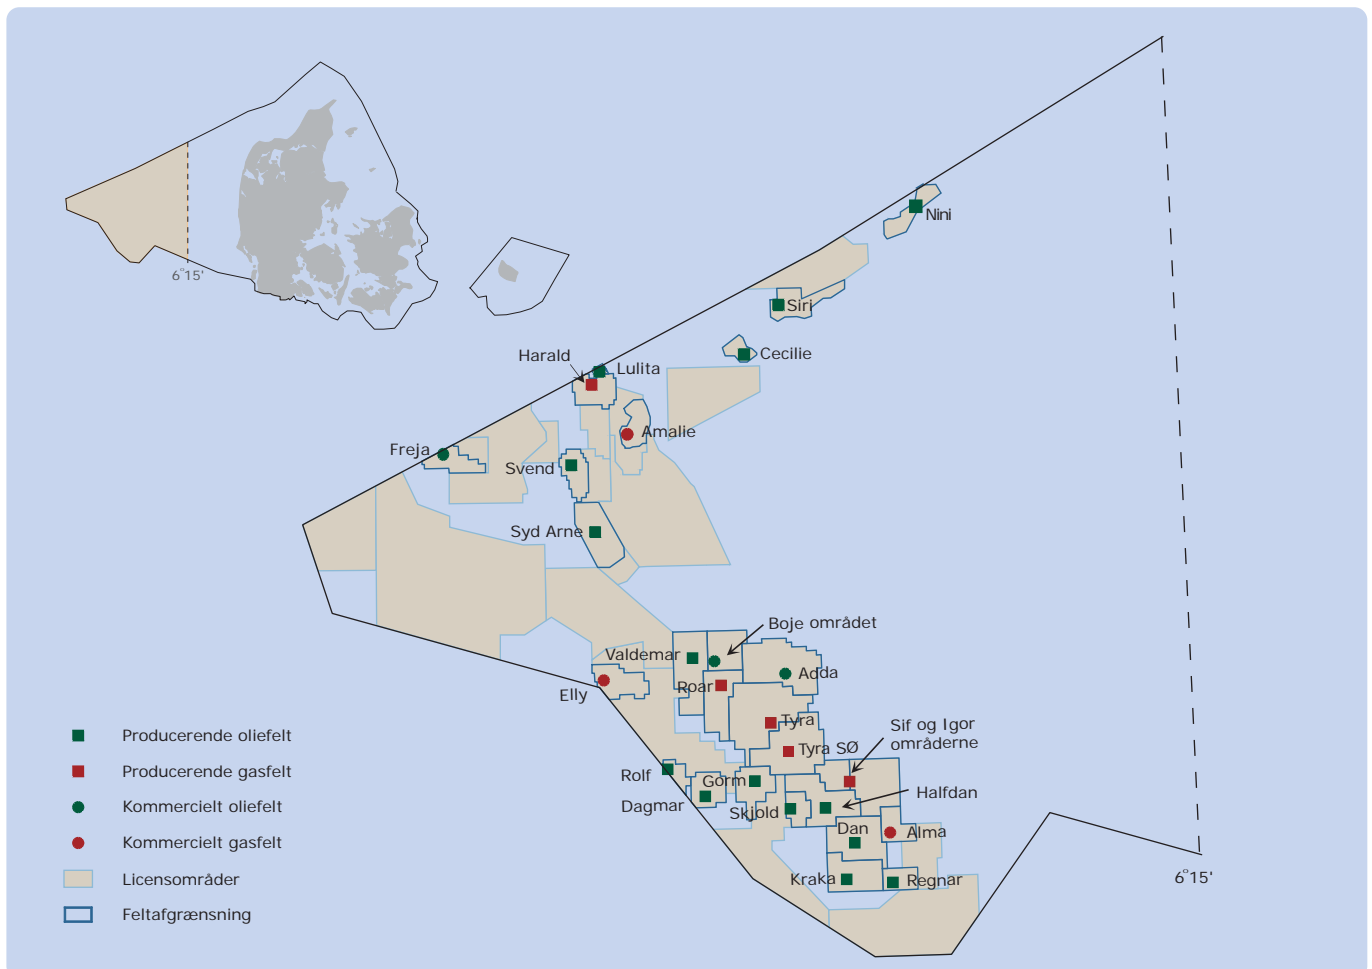 6°15'
Nini
Siri
Cecilie
Harald
Lulita
Amalie
Freja
Svend
Syd Arne
Boje området
Valdemar
Adda
Roar
Elly
Tyra
Sif og Igor
områderne
Tyra SØ
Rolf
Gorm
Halfdan
Dagmar
Skjold
Dan
Alma
Kraka
Regnar
6°15'
Producerende oliefelt
Producerende gasfelt
Kommercielt oliefelt
Kommercielt gasfelt
Licensområder
Feltafgrænsning